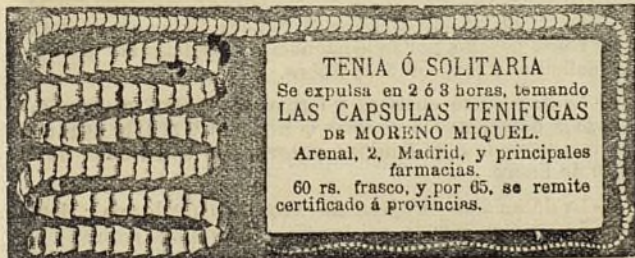 TENIA Ó SOLITARIA
Se expulsa en 2 ó 3 horas, tomando
LAS CAPSULAS TENIFUGAS
DE MORENO MIQUEL.
Arenal, 2, Madrid, y principales
farmacias.
60 rs. frasco, y por 65, se remite
certificado á provincias.